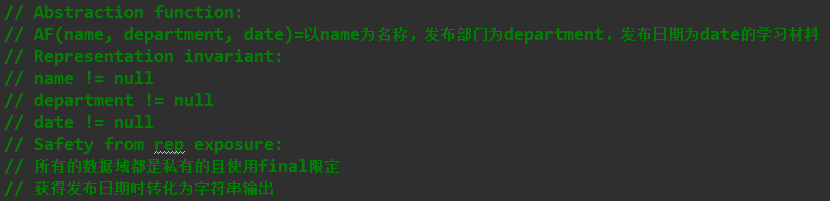 // Abstraction function:
// AF(name, department, date)=以name为名称，发布部门为department，发布日期为date的学习材料
// Representation invariant:
// name != null
// department != null
// date != null
// Safety from rep exposure:
// 所有的数据域都是私有的且使用final限定
// 获得发布日期时转化为字符串输出